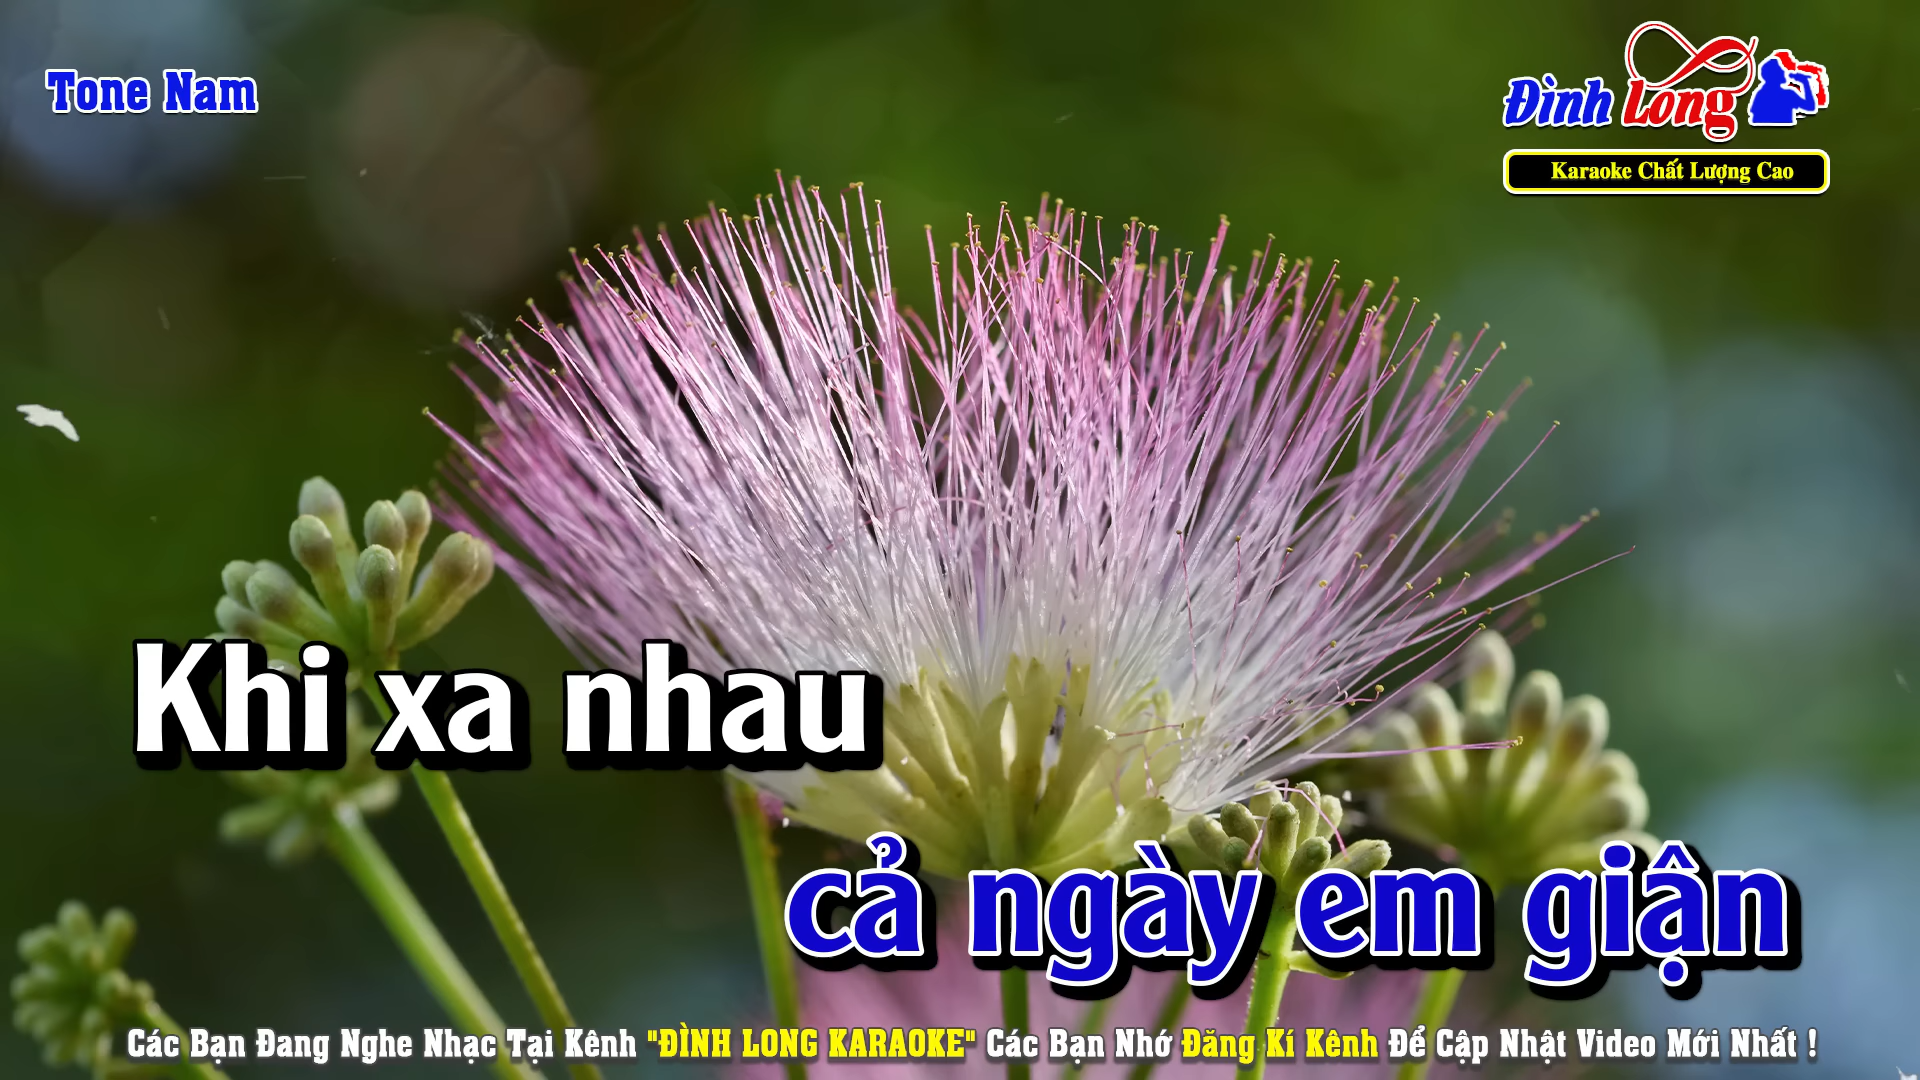 Tone Nam
Đình Long
Karaoke Chất Lượng Cao
Khi xa nhau
cả ngày em giận
Các Bạn Đang Nghe Nhạc Tại Kênh "ĐÌNH LONG KARAOKE" Các Bạn Nhớ Đăng Kí Kênh Để Cập Nhật Video Mới Nhất !